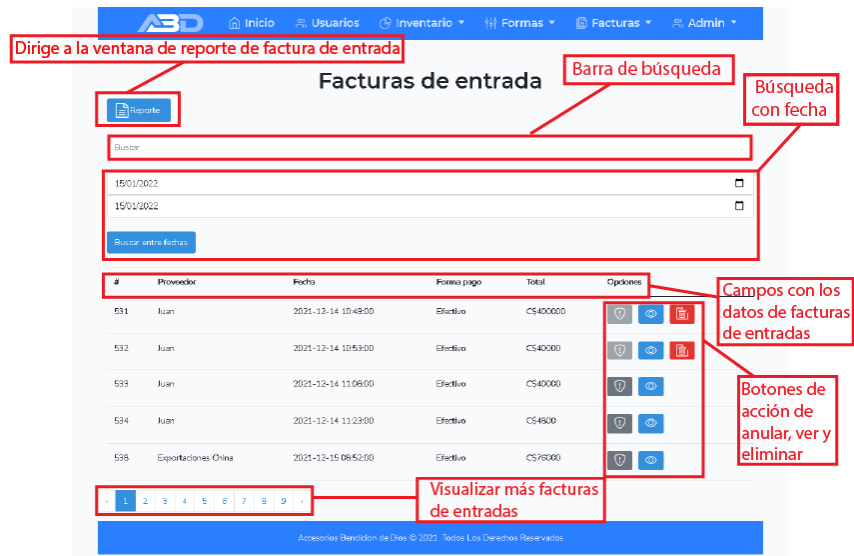 ABD Inicio Usuarios Inventario Formas Facturas Admin
Dirige a la ventana de reporte de factura de entrada
Facturas de entrada
Barra de búsqueda
Búsqueda
con fecha
Reporte
Buscar
15/01/2022
15/01/2022
Buscar entre fechas
# Proveedor Fecha Forma pago Total Opciones
Campos con los
datos de facturas
de entradas
531 Juan 2021-12-14 10:49:00 Efectivo C$400000
532 Juan 2021-12-14 10:53:00 Efectivo C$40000
533 Juan 2021-12-14 11:06:00 Efectivo C$40000
534 Juan 2021-12-14 11:23:00 Efectivo C$4800
538 Exportaciones China 2021-12-15 08:52:00 Efectivo C$76000
Botones de
acción de
anular, ver y
eliminar
‹ 1 2 3 4 5 6 7 8 9 ›
Visualizar más facturas
de entradas
Accesorios Bendicion de Dios © 2021. Todos Los Derechos Reservados